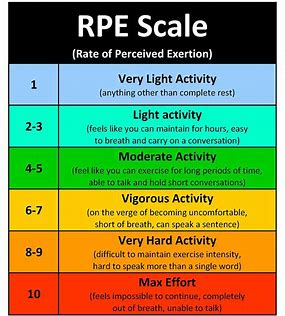 RPE Scale
(Rate of Perceived Exertion)
1
Very Light Activity
(anything other than complete rest)
2-3
Light activity
(feels like you can maintain for hours, easy
to breath and carry on a conversation)
4-5
Moderate Activity
(feel like you can exercise for long periods of time,
able to talk and hold short conversations)
6-7
Vigorous Activity
(on the verge of becoming uncomfortable,
short of breath, can speak a sentence)
8-9
Very Hard Activity
(difficult to maintain exercise intensity,
hard to speak more than a single word)
10
Max Effort
(feels impossible to continue, completely
out of breath, unable to talk)